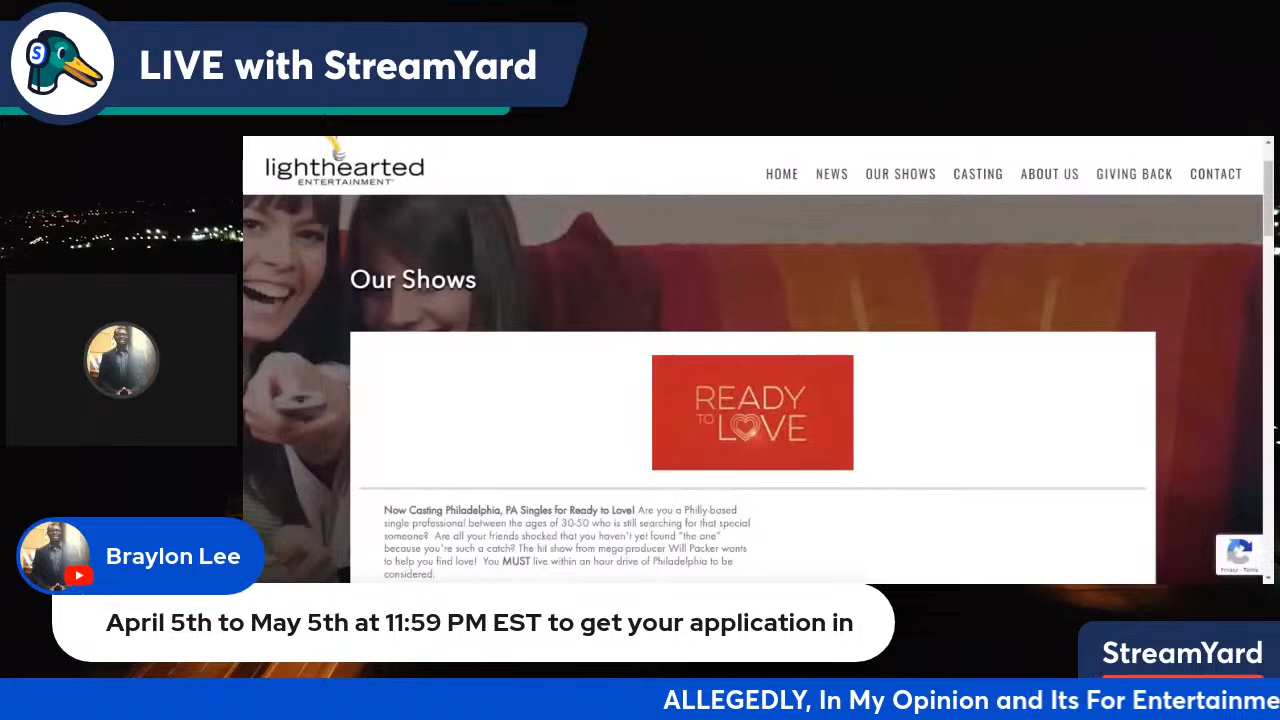 S
LIVE with StreamYard
lighthearted
ENTERTAINMENT
HOME NEWS OUR SHOWS CASTING ABOUT US GIVING BACK CONTACT
Our Shows
READY
TO LOVE
Now Casting Philadelphia, PA Singles for Ready to Love! Are you a Philly-based
single professional between the ages of 30-50 who is still searching for that special
someone? Are all your friends shocked that you haven't yet found "the one"
because you're such a catch? The hit show from mega-producer Will Packer wants
to help you find love! You MUST live within an hour drive of Philadelphia to be
considered.
Privacy - Terms
Braylon Lee
April 5th to May 5th at 11:59 PM EST to get your application in
StreamYard
ALLEGEDLY, In My Opinion and Its For Entertainme